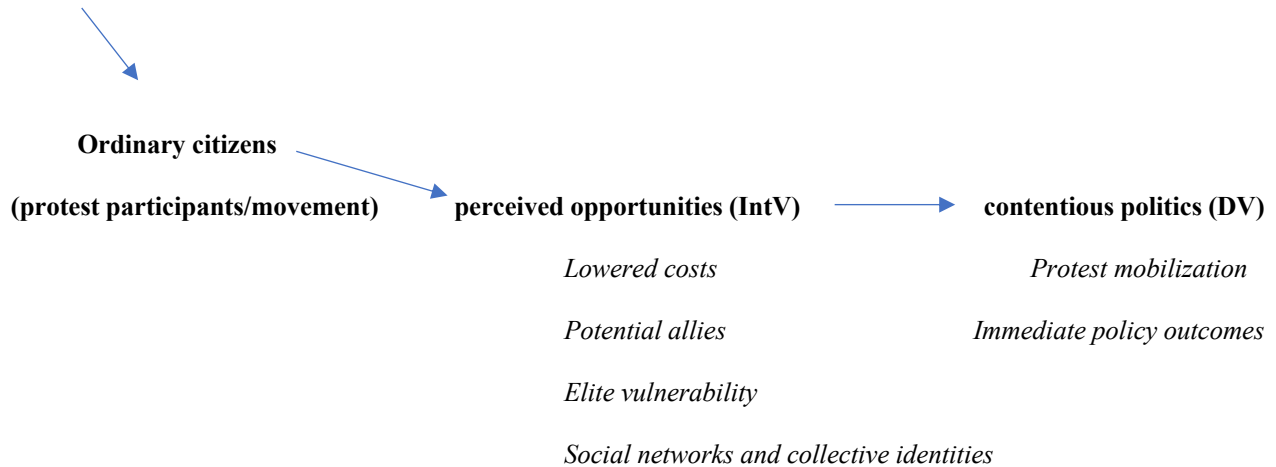 Ordinary citizens
(protest participants/movement) perceived opportunities (IntV) contentious politics (DV)
Lowered costs Protest mobilization
Potential allies Immediate policy outcomes
Elite vulnerability
Social networks and collective identities